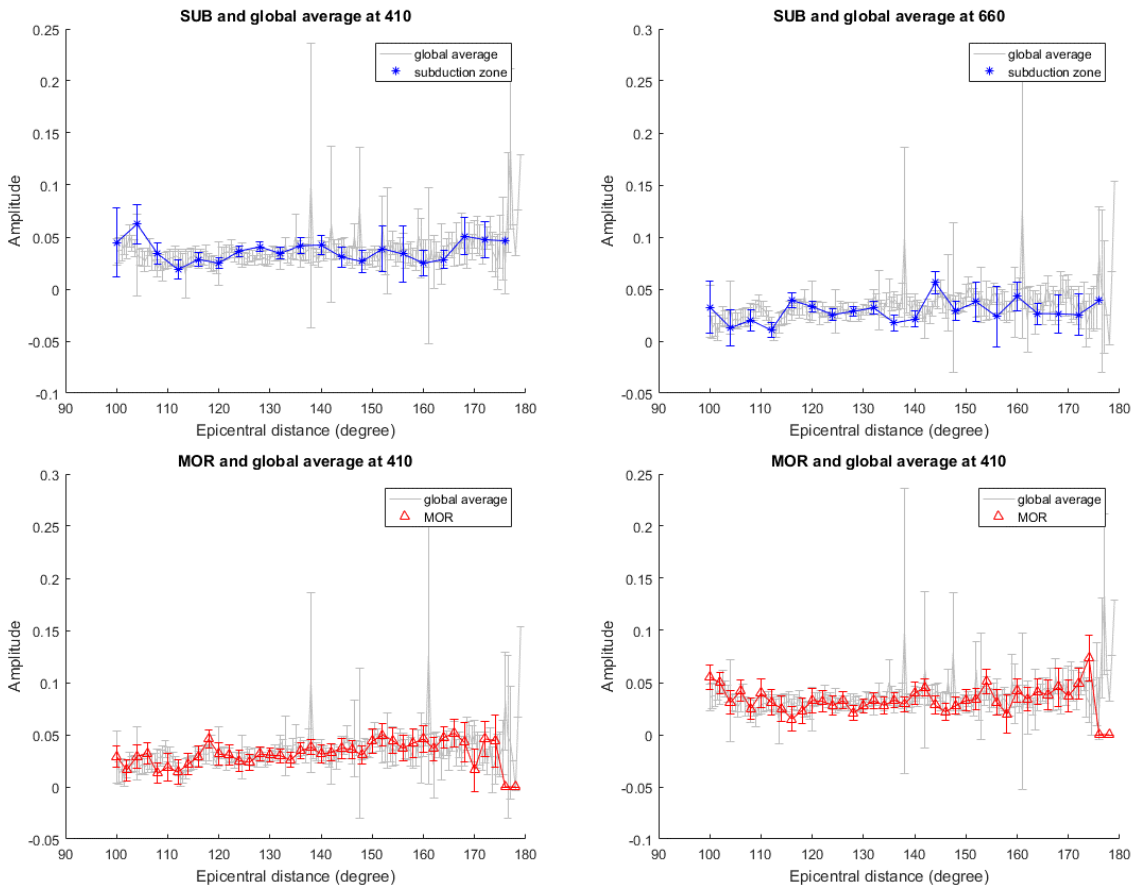 SUB and global average at 410
0.25
0.2
0.15
0.1
0.05
0
-0.05
-0.1
Amplitude
global average
subduction zone
90 100 110 120 130 140 150 160 170 180
Epicentral distance (degree)
SUB and global average at 660
0.3
0.25
0.2
0.15
0.1
0.05
0
-0.05
Amplitude
global average
subduction zone
90 100 110 120 130 140 150 160 170 180
Epicentral distance (degree)
MOR and global average at 410
0.3
0.25
0.2
0.15
0.1
0.05
0
-0.05
Amplitude
global average
MOR
90 100 110 120 130 140 150 160 170 180
Epicentral distance (degree)
MOR and global average at 410
0.25
0.2
0.15
0.1
0.05
0
-0.05
-0.1
Amplitude
global average
MOR
90 100 110 120 130 140 150 160 170 180
Epicentral distance (degree)